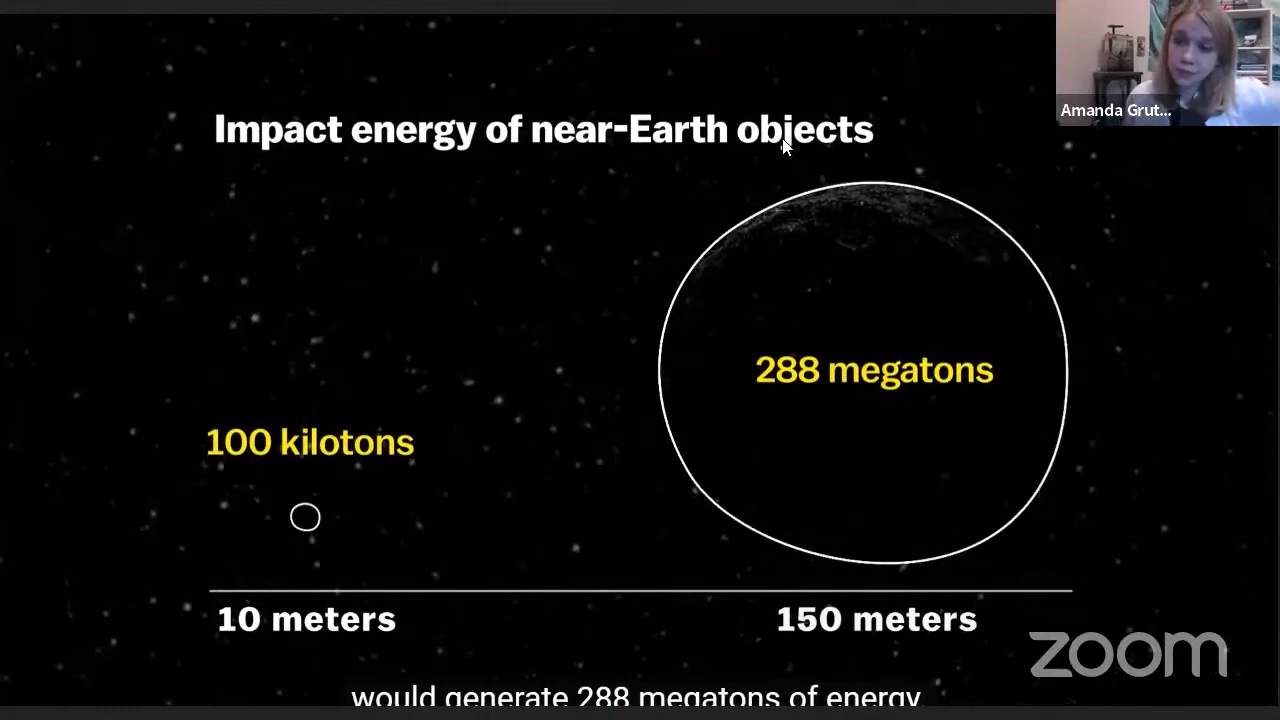 Amanda Grut...
Impact energy of near-Earth objects
288 megatons
100 kilotons
10 meters
150 meters
zoom
would generate 288 megatons of energy